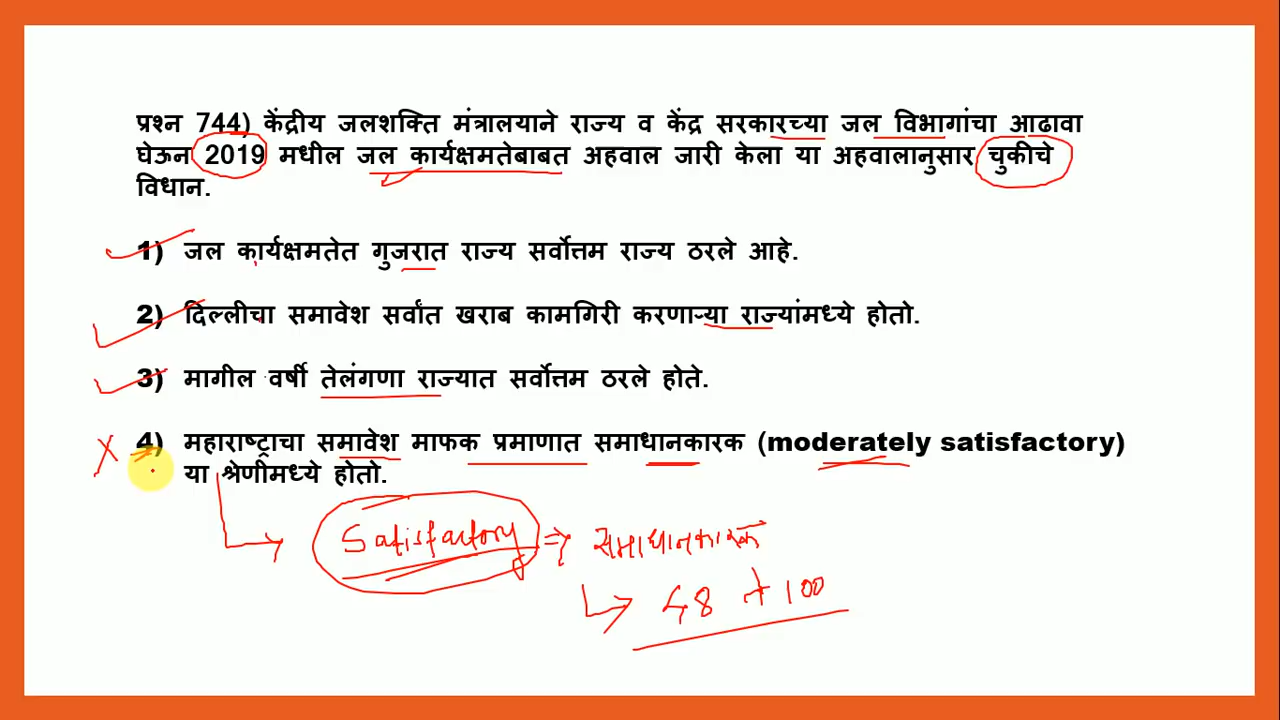 प्रश्न 744) केंद्रीय जलशक्ति मंत्रालयाने राज्य व केंद्र सरकारच्या जल विभागांचा आढावा
घेऊन 2019 मधील जल कार्यक्षमतेबाबत अहवाल जारी केला या अहवालानुसार चुकीचे
विधान.
1) जल कार्यक्षमतेत गुजरात राज्य सर्वोत्तम राज्य ठरले आहे.
2) दिल्लीचा समावेश सर्वांत खराब कामगिरी करणाऱ्या राज्यांमध्ये होतो.
3) मागील वर्षी तेलंगणा राज्यात सर्वोत्तम ठरले होते.
4) महाराष्ट्राचा समावेश माफक प्रमाणात समाधानकारक (moderately satisfactory)
या श्रेणीमध्ये होतो.
Satisfactory => समाधानकारक
48 ते 100